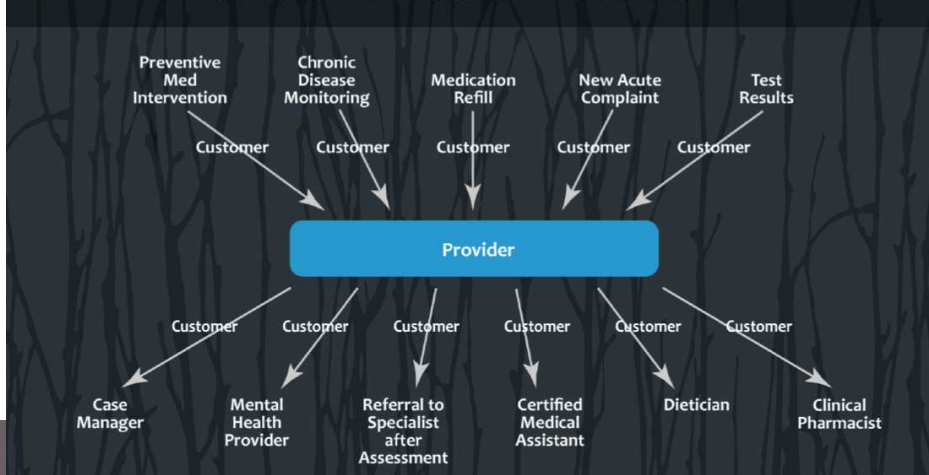 Preventive
Med
Intervention
Chronic
Disease
Monitoring
Medication
Refill
New Acute
Complaint
Test
Results
Customer Customer Customer Customer Customer
Provider
Customer Customer Customer Customer Customer Customer
Case
Manager
Mental
Health
Provider
Referral to
Specialist
after
Assessment
Certified
Medical
Assistant
Dietician
Clinical
Pharmacist